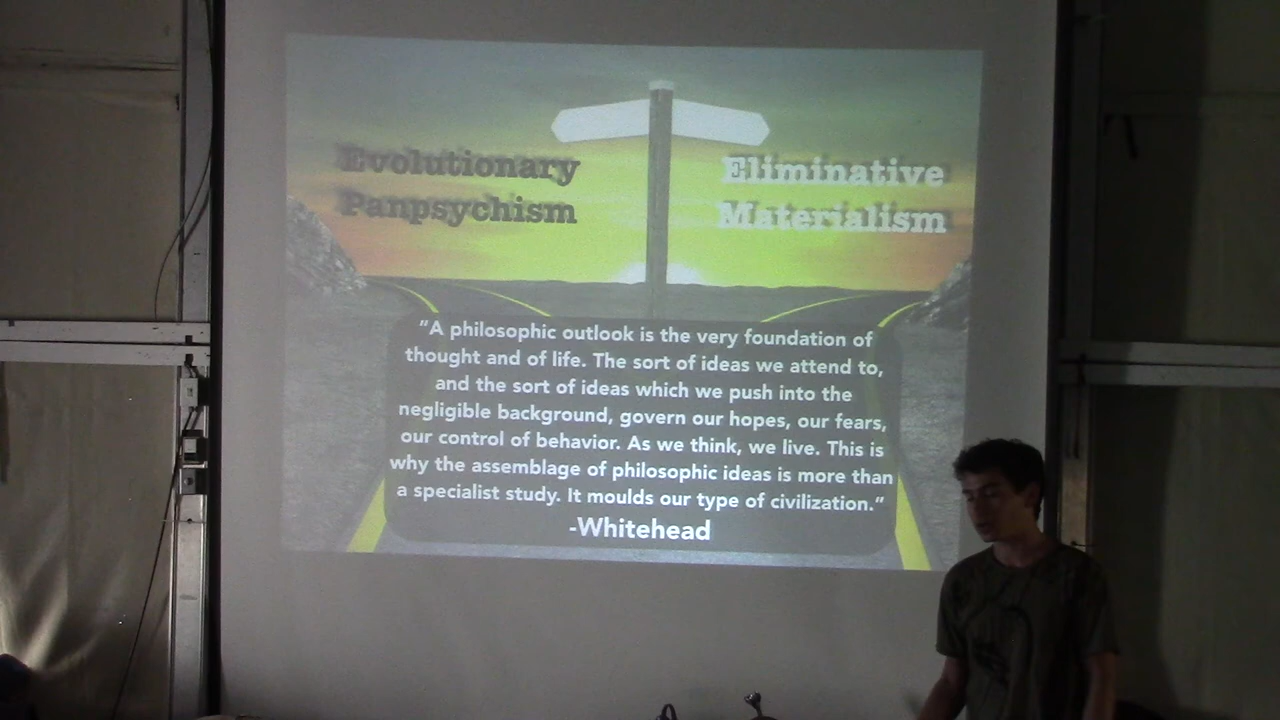 Evolutionary
Panpsychism
Eliminative
Materialism
"A philosophic outlook is the very foundation of
thought and of life. The sort of ideas we attend to,
and the sort of ideas which we push into the
negligible background, govern our hopes, our fears,
our control of behavior. As we think, we live. This is
why the assemblage of philosophic ideas is more than
a specialist study. It moulds our type of civilization."
-Whitehead